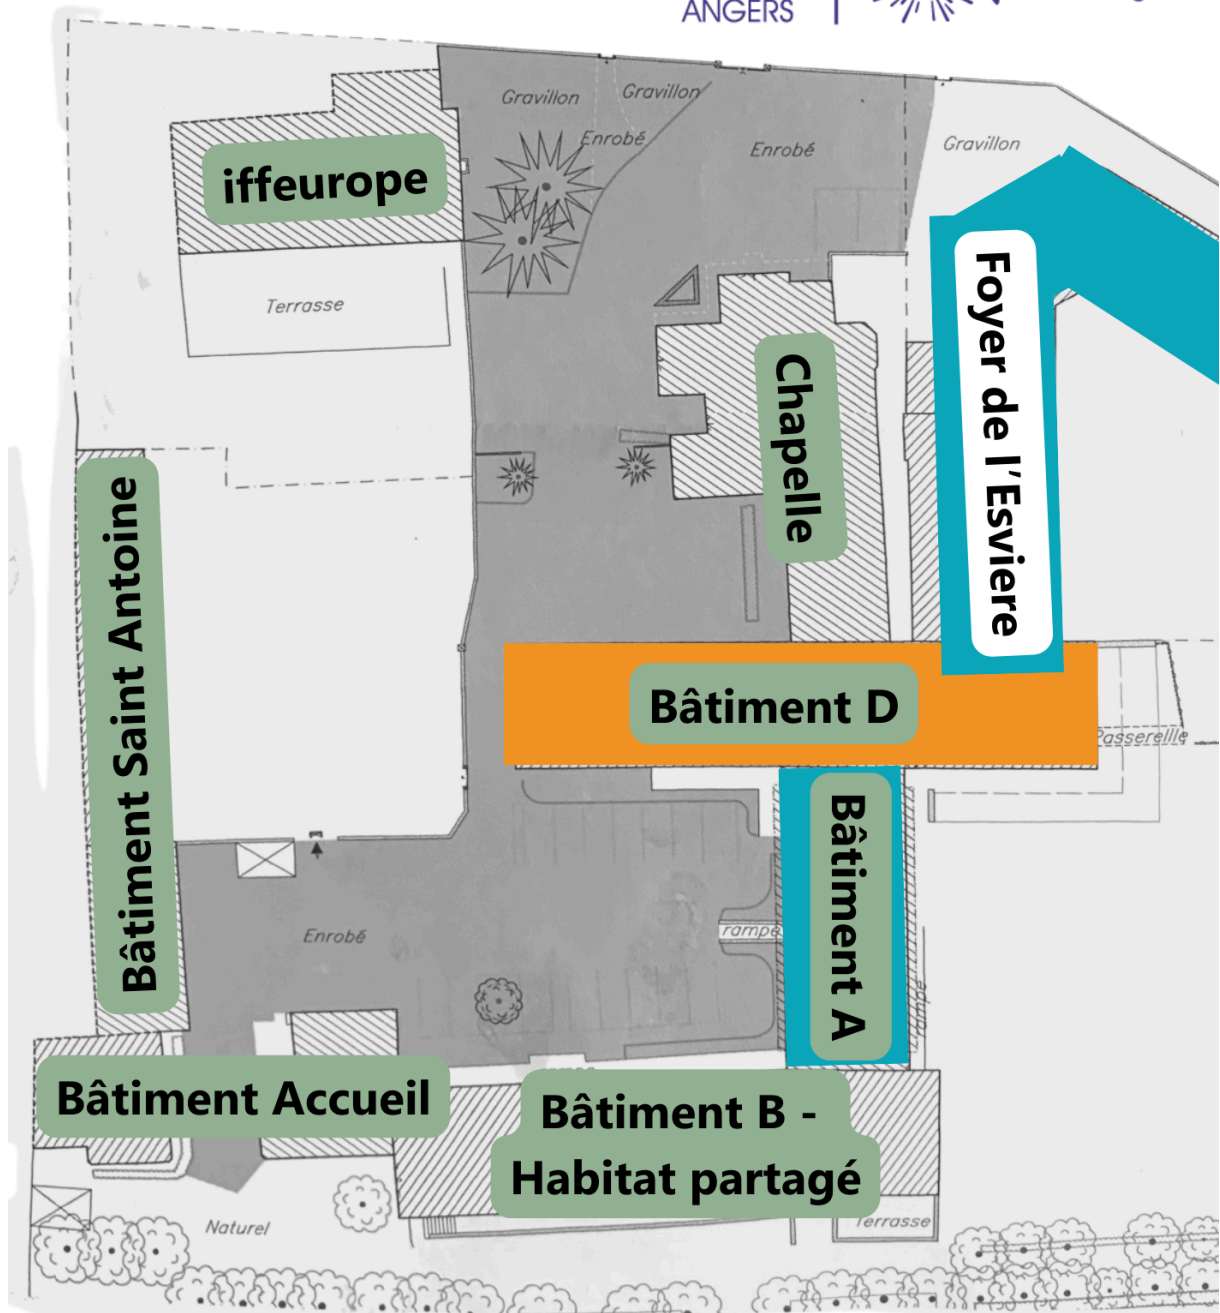 ANGERS
Gravillon
Gravillon
Enrobé
Enrobé
Gravillon
iffeurope
Terrasse
Chapelle
Foyer de l'Esviere
Bâtiment Saint Antoine
Bâtiment D
Passereille
Bâtiment A
rampe
Enrobé
Bâtiment Accueil
Bâtiment B -
Habitat partagé
Naturel
Terrasse